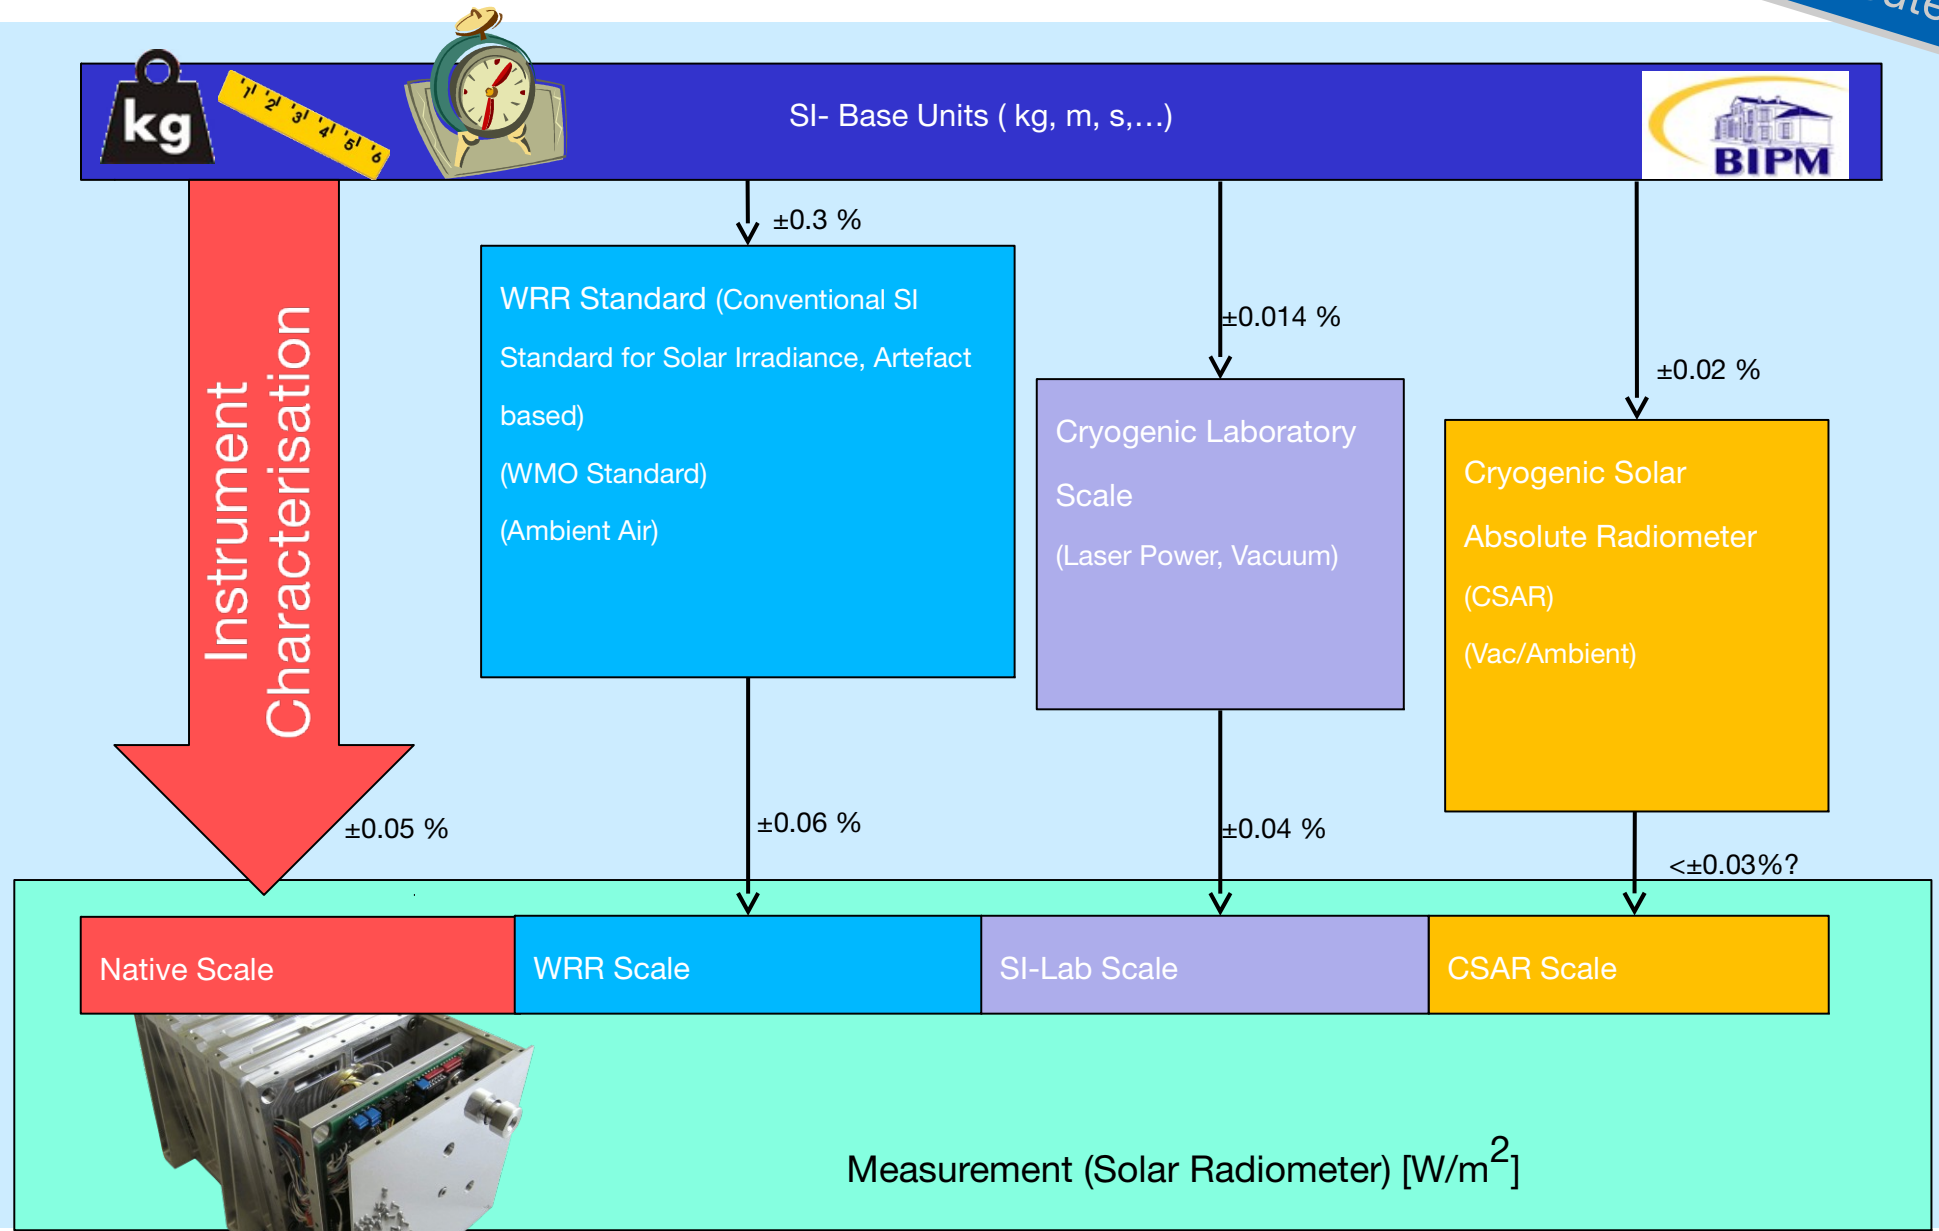 kg
1 2 3 4 5 6
SI- Base Units ( kg, m, s,...)
BIPM
±0.3 %
±0.014 %
±0.02 %
Instrument
Characterisation
WRR Standard (Conventional SI
Standard for Solar Irradiance, Artefact
based)
(WMO Standard)
(Ambient Air)
Cryogenic Laboratory
Scale
(Laser Power, Vacuum)
Cryogenic Solar
Absolute Radiometer
(CSAR)
(Vac/Ambient)
±0.05 %
±0.06 %
±0.04 %
<±0.03%?
Native Scale
WRR Scale
SI-Lab Scale
CSAR Scale
Measurement (Solar Radiometer) [W/m²]